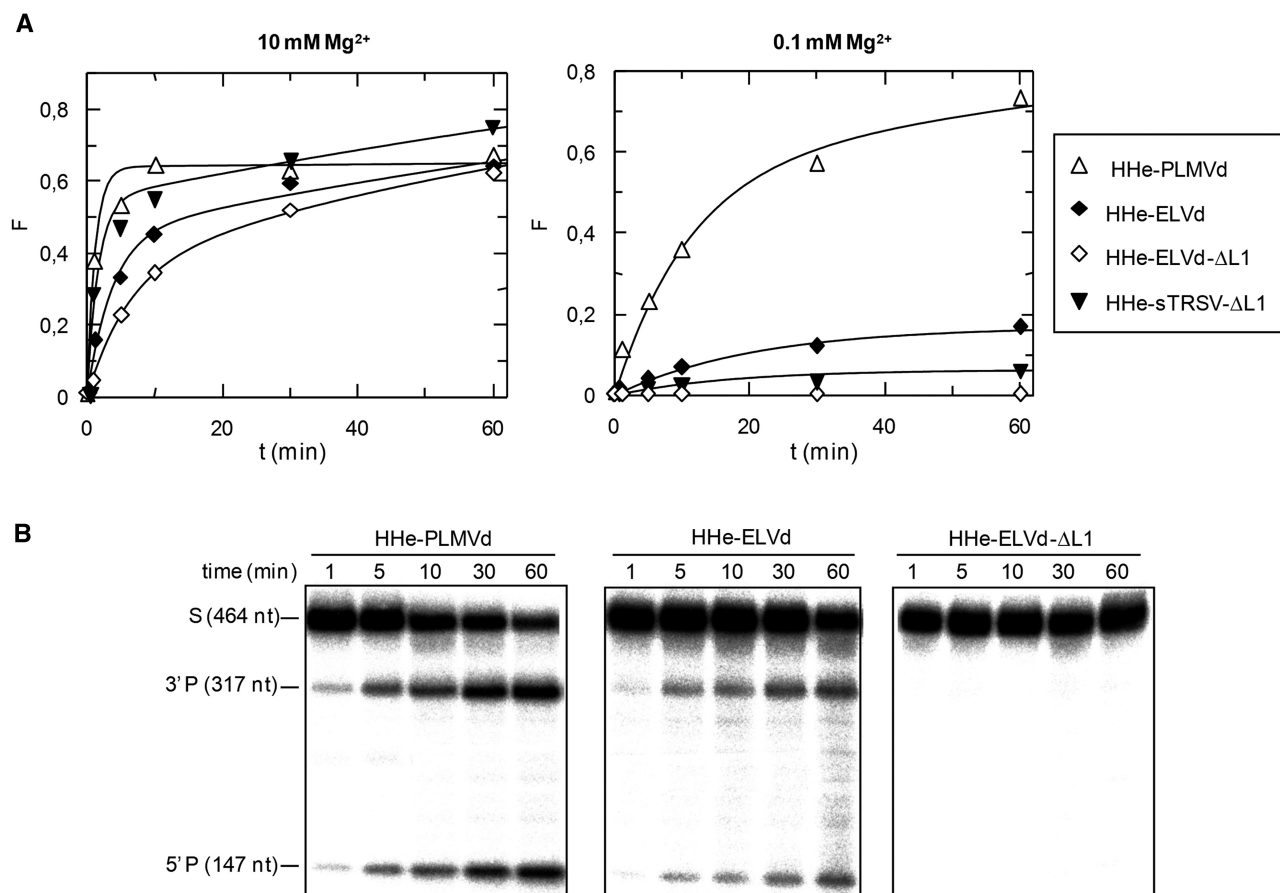 A
10 mM Mg²⁺
0.1 mM Mg²⁺
0,8
0,6
0,4
0,2
0
F
0 20 40 60
t (min)
0,8
0,6
0,4
0,2
0
F
0 20 40 60
t (min)
HHe-PLMVd
HHe-ELVd
HHe-ELVd-ΔL1
HHe-sTRSV-ΔL1
B
HHe-PLMVd HHe-ELVd HHe-ELVd-ΔL1
time (min) 1 5 10 30 60 1 5 10 30 60 1 5 10 30 60
S (464 nt)
3' P (317 nt)
5' P (147 nt)